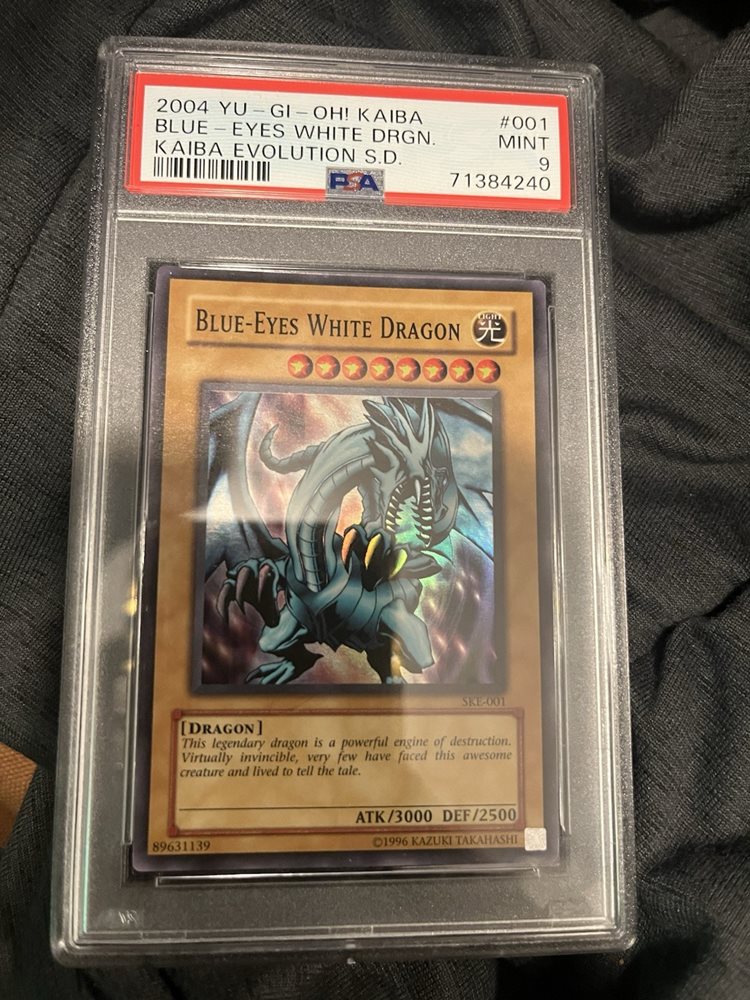 2004 YU-GI-OH! KAIBA #001
BLUE-EYES WHITE DRGN. MINT
KAIBA EVOLUTION S.D. 9
PSA 71384240
BLUE-EYES WHITE DRAGON
LIGHT
光
SKE-001
[DRAGON]
This legendary dragon is a powerful engine of destruction.
Virtually invincible, very few have faced this awesome
creature and lived to tell the tale.
ATK/3000 DEF/2500
89631139 ©1996 KAZUKI TAKAHASHI